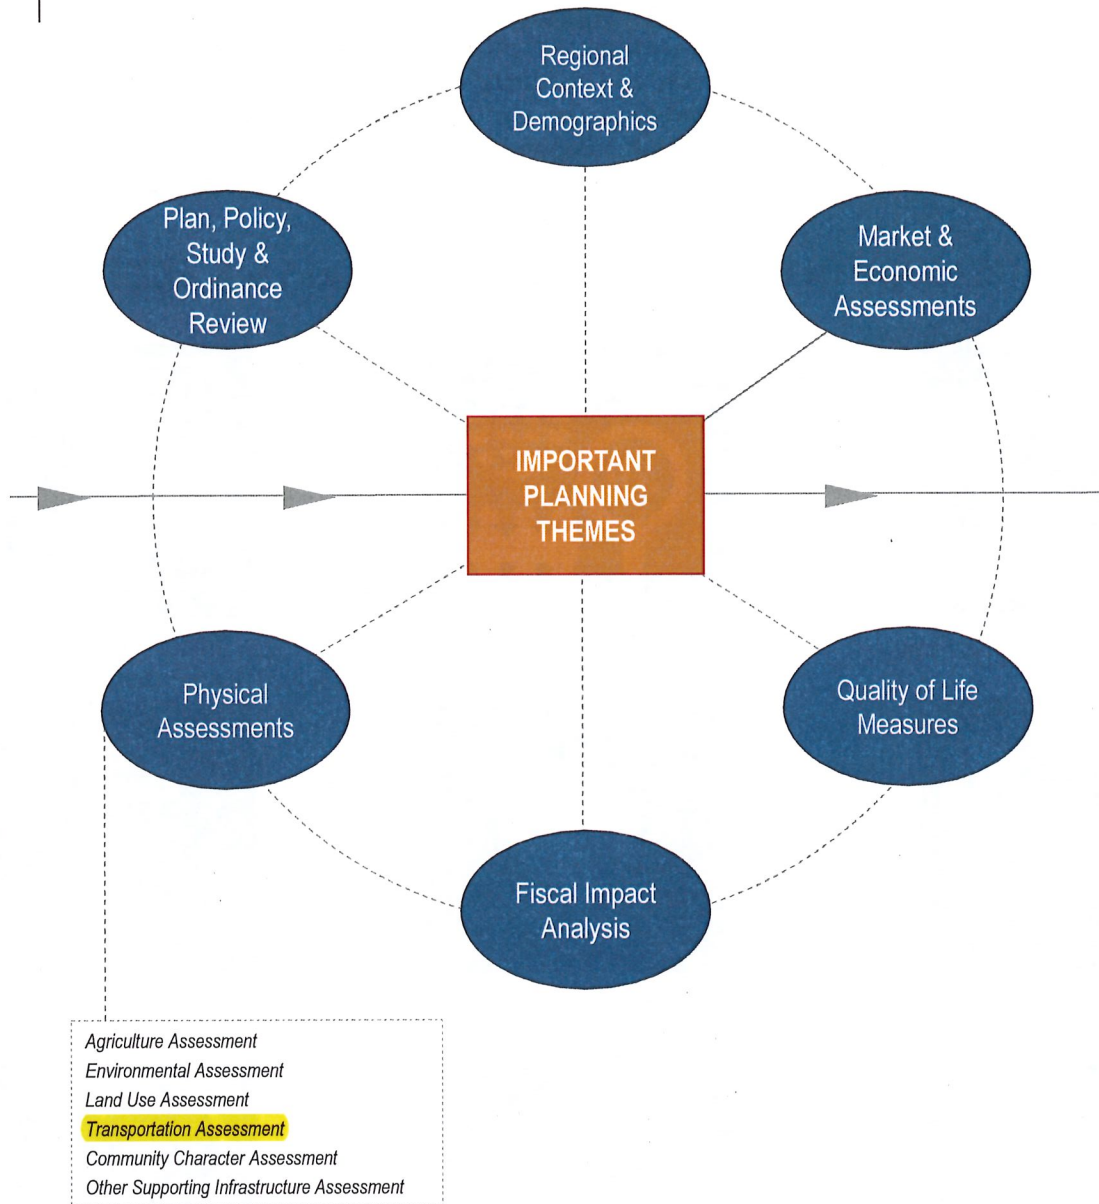 Regional
Context &
Demographics
Plan, Policy,
Study &
Ordinance
Review
Market &
Economic
Assessments
IMPORTANT
PLANNING
THEMES
Physical
Assessments
Quality of Life
Measures
Fiscal Impact
Analysis
Agriculture Assessment
Environmental Assessment
Land Use Assessment
Transportation Assessment
Community Character Assessment
Other Supporting Infrastructure Assessment